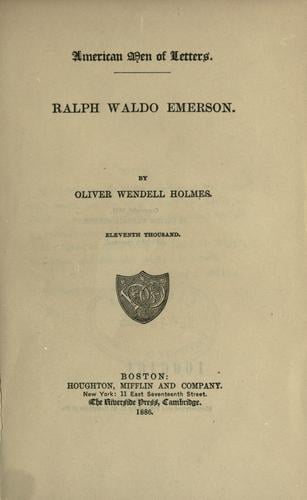 American Men of Letters.
RALPH WALDO EMERSON.
BY
OLIVER WENDELL HOLMES.
ELEVENTH THOUSAND.
BOSTON:
HOUGHTON, MIFFLIN AND COMPANY.
New York: 11 East Seventeenth Street.
The Riverside Press, Cambridge.
1886.